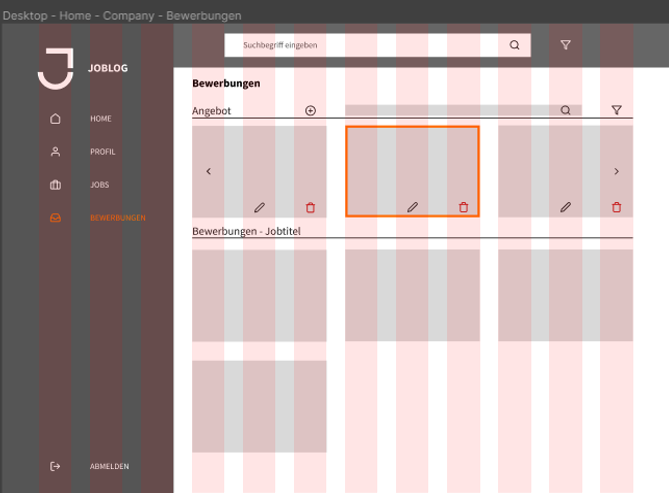 Desktop - Home - Company - Bewerbungen
Suchbegriff eingeben
JOBLOG
Bewerbungen
Angebot
HOME
PROFIL
JOBS
BEWERBUNGEN
Bewerbungen - Jobtitel
ABMELDEN